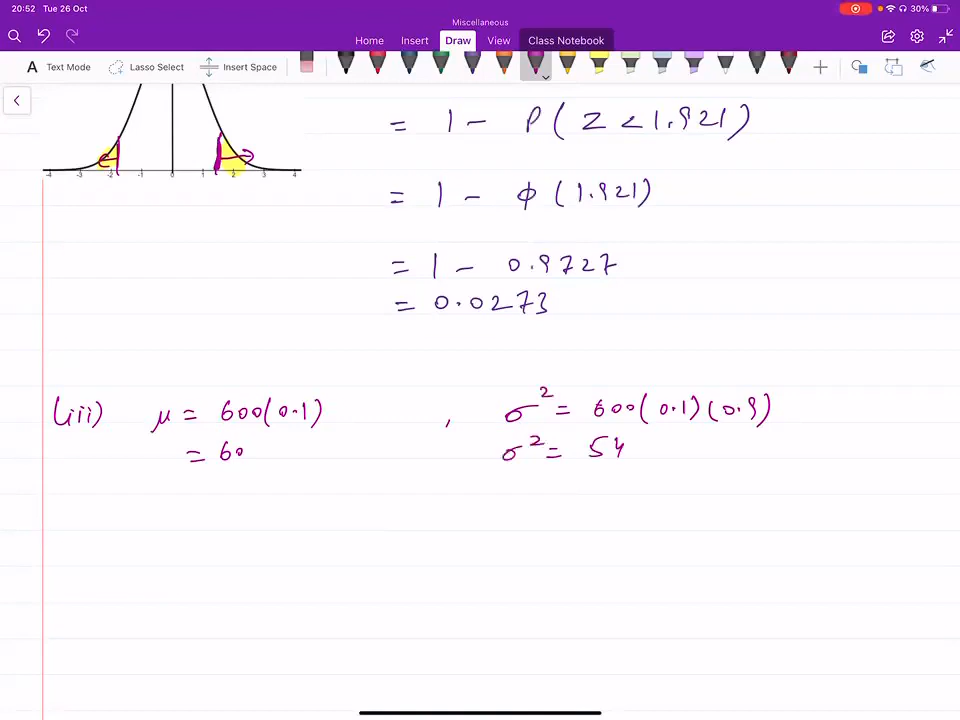 20:52 Tue 26 Oct
30%
Miscellaneous
Home Insert Draw View Class Notebook
Text Mode Lasso Select Insert Space
-4 -3 -2 -1 0 1 2 3 4
= 1 - P(Z < 1.921)
= 1 - ϕ(1.921)
= 1 - 0.9727
= 0.0273
(iii) μ = 600(0.1) , σ² = 600(0.1)(0.9)
= 60 σ² = 54